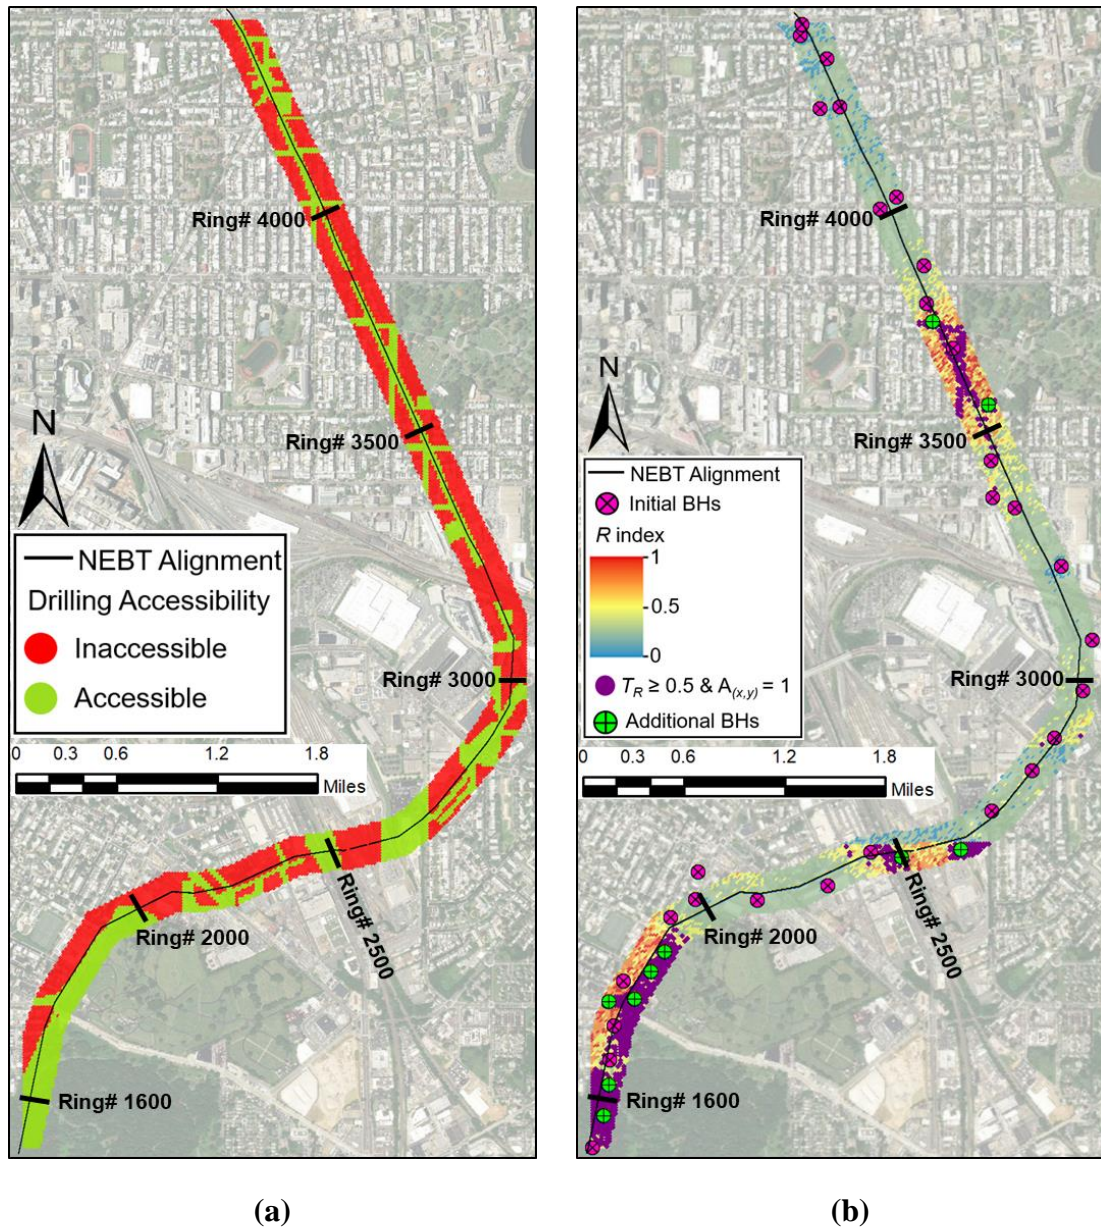 Ring# 4000
Ring# 3500
N
NEBT Alignment
Drilling Accessibility
Inaccessible
Accessible
Ring# 3000
0 0.3 0.6 1.2 1.8
Miles
Ring# 2500
Ring# 2000
Ring# 1600
(a)
Ring# 4000
N
Ring# 3500
NEBT Alignment
Initial BHs
R index
1
0.5
0
T_R ≥ 0.5 & A_(x,y) = 1
Additional BHs
Ring# 3000
0 0.3 0.6 1.2 1.8
Miles
Ring# 2500
Ring# 2000
Ring# 1600
(b)